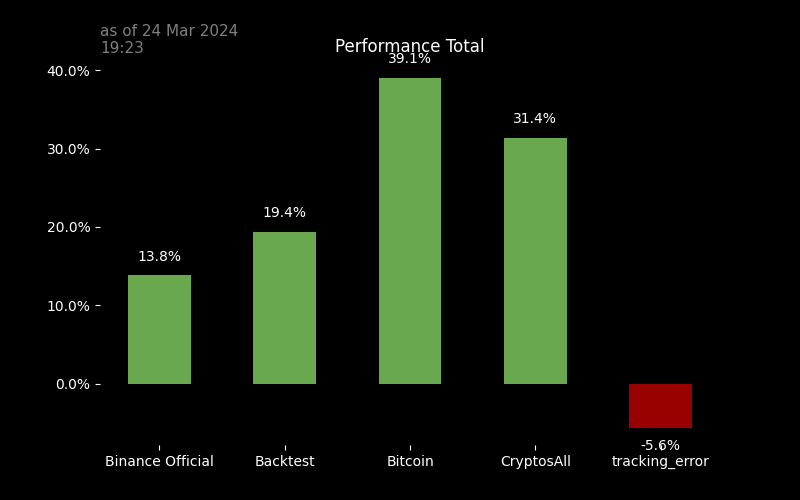 as of 24 Mar 2024
19:23
Performance Total
40.0%
30.0%
20.0%
10.0%
0.0%
13.8%
19.4%
39.1%
31.4%
-5.6%
Binance Official
Backtest
Bitcoin
CryptosAll
tracking_error